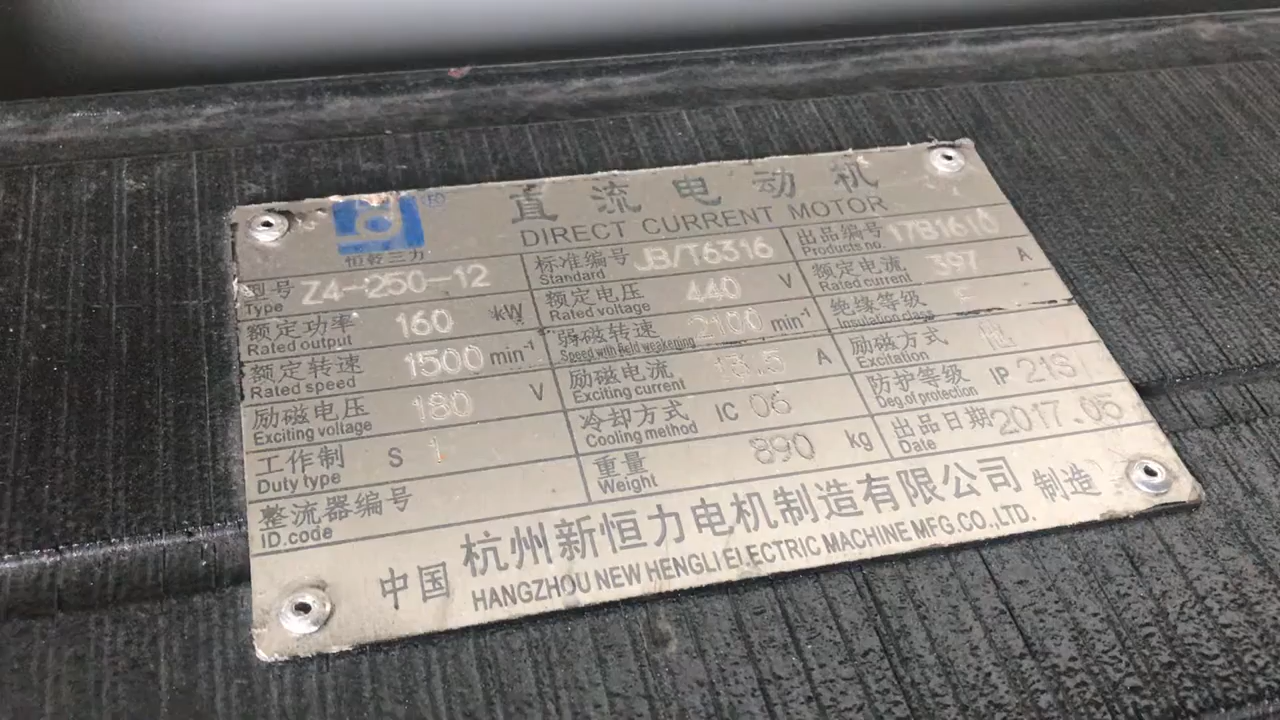 恒乾三力
直流电动机
DIRECT CURRENT MOTOR
型号 Z4-250-12 标准编号 JB/T6316 出品编号 17B1610
Type Standard Products no.
额定功率 160 kW 额定电压 440 V 额定电流 397 A
Rated output Rated voltage Rated current
额定转速 1500 min⁻¹ 弱磁转速 2100 min⁻¹ 绝缘等级 F
Rated speed Speed with field weakening Insulation class
励磁电压 180 V 励磁电流 13.5 A 励磁方式 他
Exciting voltage Exciting current Excitation
工作制 S 1 冷却方式 IC 06 防护等级 IP 21S
Duty type Cooling method Deg.of protection
整流器编号 重量 890 kg 出品日期 2017.05
ID.code Weight Date
中国 杭州新恒力电机制造有限公司 制造
HANGZHOU NEW HENGLI ELECTRIC MACHINE MFG.CO.,LTD.